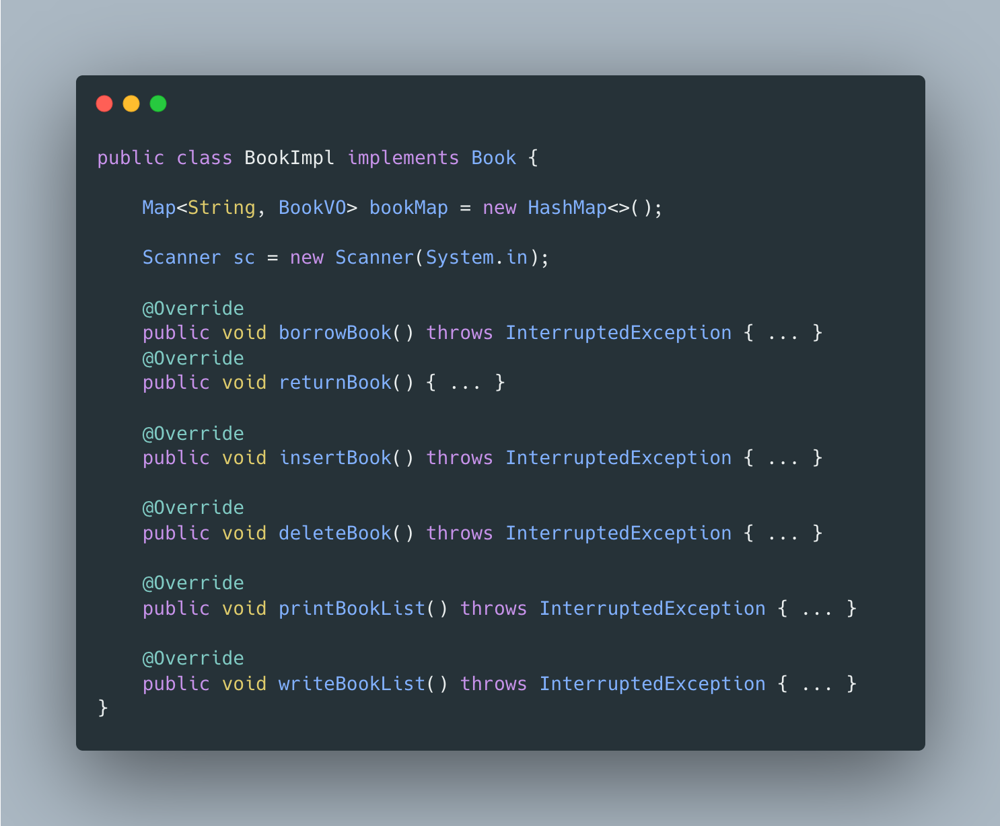 public class BookImpl implements Book {
Map<String, BookVO> bookMap = new HashMap<>();
Scanner sc = new Scanner(System.in);
@Override
public void borrowBook() throws InterruptedException { ... }
@Override
public void returnBook() { ... }
@Override
public void insertBook() throws InterruptedException { ... }
@Override
public void deleteBook() throws InterruptedException { ... }
@Override
public void printBookList() throws InterruptedException { ... }
@Override
public void writeBookList() throws InterruptedException { ... }
}